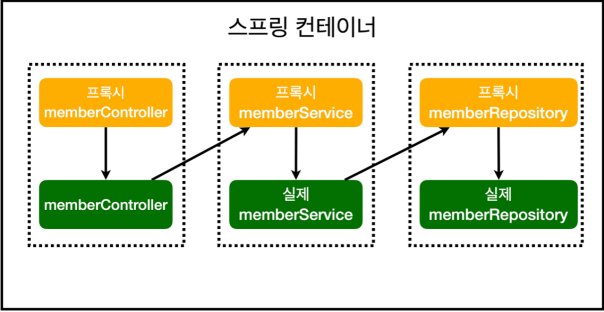 스프링 컨테이너
프록시
memberController
프록시
memberService
프록시
memberRepository
memberController
실제
memberService
실제
memberRepository